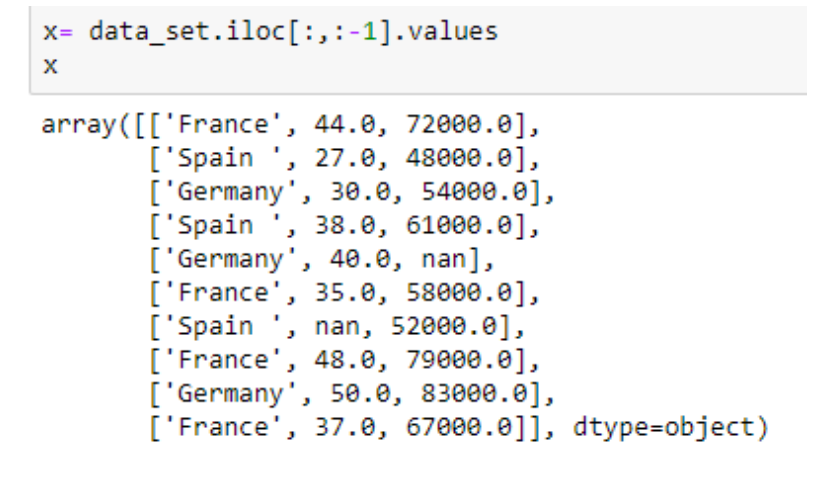 x= data_set.iloc[:,:-1].values
x
array([['France', 44.0, 72000.0],
['Spain ', 27.0, 48000.0],
['Germany', 30.0, 54000.0],
['Spain ', 38.0, 61000.0],
['Germany', 40.0, nan],
['France', 35.0, 58000.0],
['Spain ', nan, 52000.0],
['France', 48.0, 79000.0],
['Germany', 50.0, 83000.0],
['France', 37.0, 67000.0]], dtype=object)